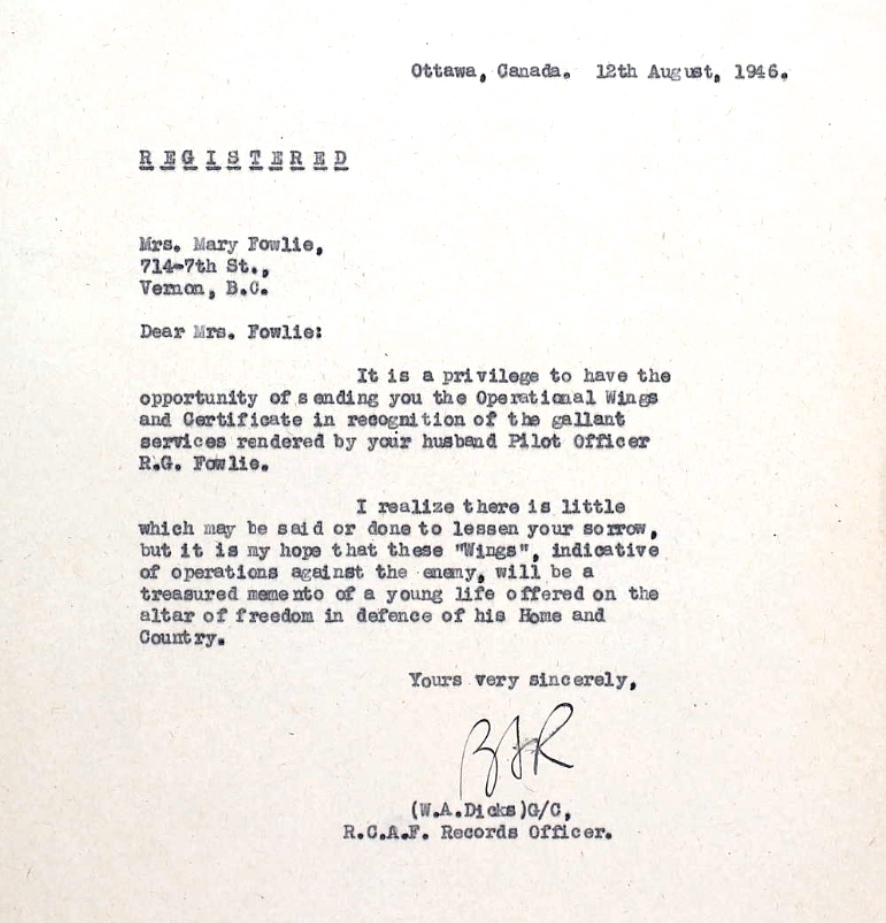 Ottawa, Canada. 12th August, 1946.
R E G I S T E R E D
Mrs. Mary Fowlie,
714-7th St.,
Vernon, B.C.
Dear Mrs. Fowlie:
It is a privilege to have the
opportunity of sending you the Operational Wings
and Certificate in recognition of the gallant
services rendered by your husband Pilot Officer
R.G. Fowlie.
I realize there is little
which may be said or done to lessen your sorrow,
but it is my hope that these "Wings", indicative
of operations against the enemy, will be a
treasured memento of a young life offered on the
altar of freedom in defence of his Home and
Country.
Yours very sincerely,
(W.A.Dicks)G/C,
R.C.A.F. Records Officer.